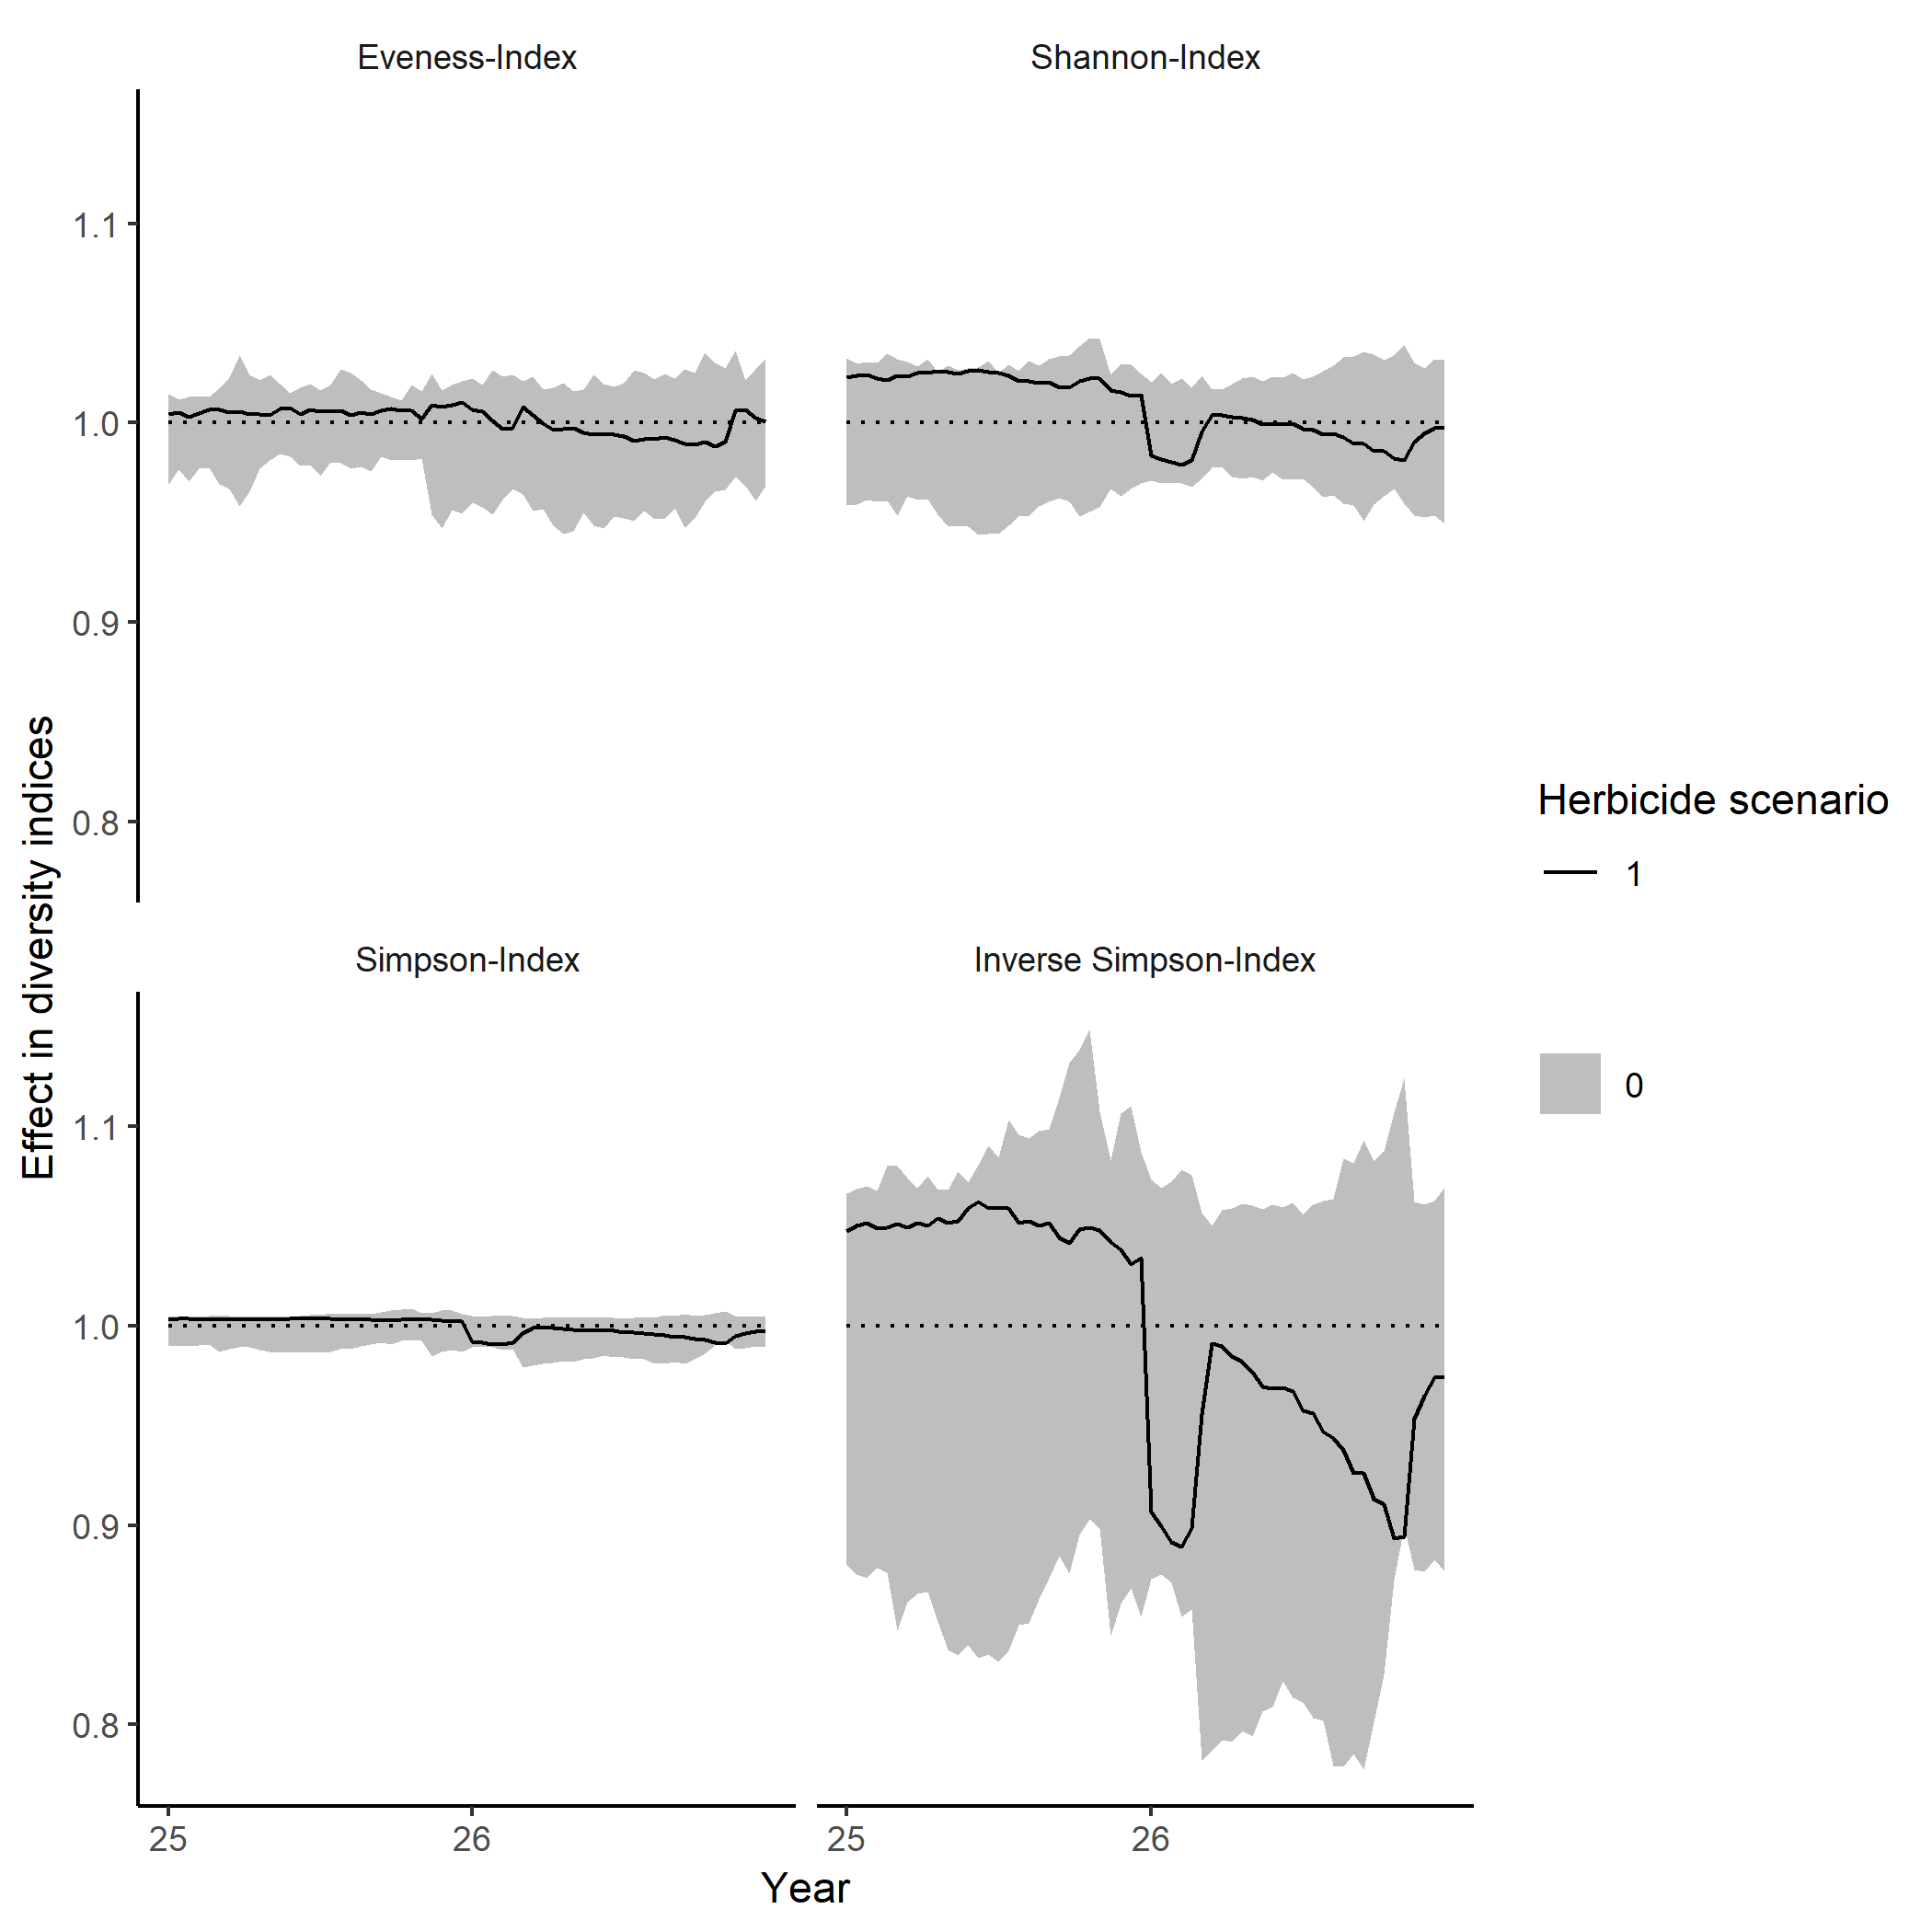 Eveness-Index
Shannon-Index
1.1
1.0
0.9
0.8
Effect in diversity indices
Simpson-Index
Inverse Simpson-Index
1.1
1.0
0.9
0.8
25
26
25
26
Year
Herbicide scenario
1
0